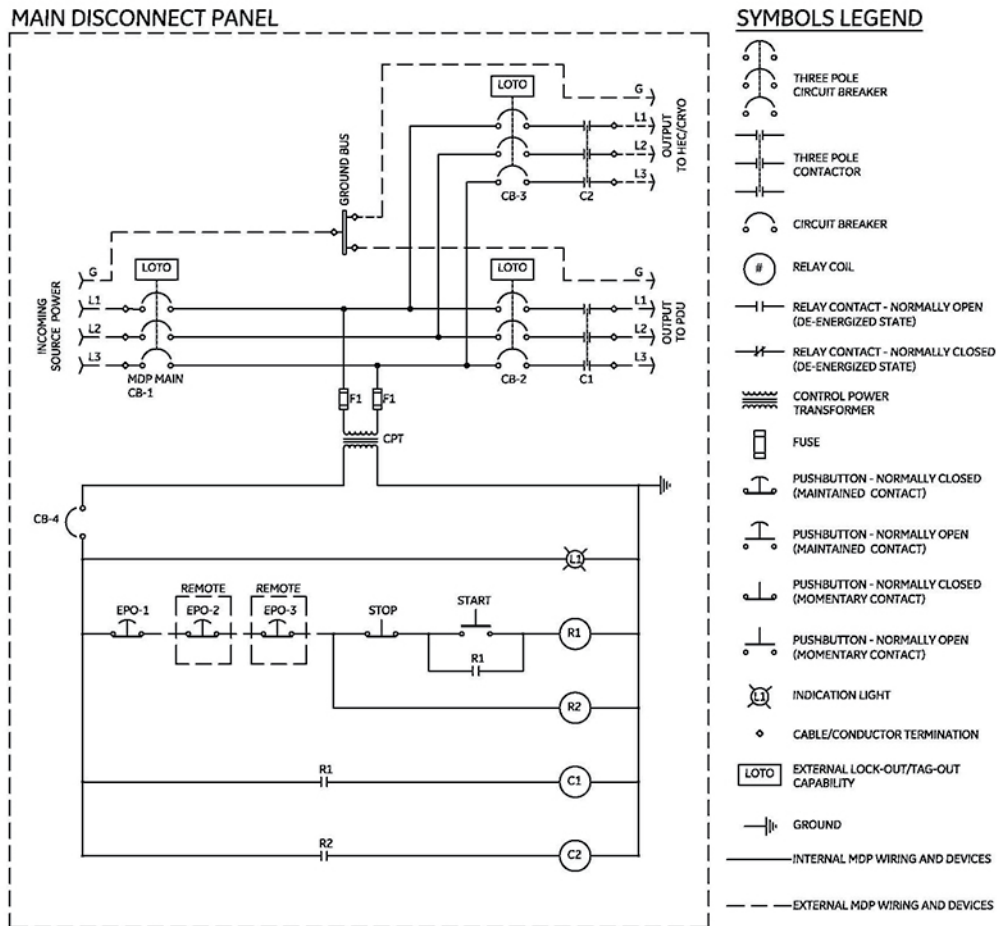 MAIN DISCONNECT PANEL
LOTO
G
L1
L2
L3
OUTPUT
TO HEC/CRYO
CB-3
C2
GROUND BUS
INCOMING
SOURCE POWER
G
L1
L2
L3
LOTO
MDP MAIN
CB-1
LOTO
CB-2
C1
G
L1
L2
L3
OUTPUT
TO PDU
F1
F1
CPT
CB-4
L1
EPO-1
REMOTE
EPO-2
REMOTE
EPO-3
STOP
START
R1
R1
R2
R1
C1
R2
C2
SYMBOLS LEGEND
THREE POLE
CIRCUIT BREAKER
THREE POLE
CONTACTOR
CIRCUIT BREAKER
#
RELAY COIL
RELAY CONTACT - NORMALLY OPEN
(DE-ENERGIZED STATE)
RELAY CONTACT - NORMALLY CLOSED
(DE-ENERGIZED STATE)
CONTROL POWER
TRANSFORMER
FUSE
PUSHBUTTON - NORMALLY CLOSED
(MAINTAINED CONTACT)
PUSHBUTTON - NORMALLY OPEN
(MAINTAINED CONTACT)
PUSHBUTTON - NORMALLY CLOSED
(MOMENTARY CONTACT)
PUSHBUTTON - NORMALLY OPEN
(MOMENTARY CONTACT)
L1
INDICATION LIGHT
CABLE/CONDUCTOR TERMINATION
LOTO
EXTERNAL LOCK-OUT/TAG-OUT
CAPABILITY
GROUND
INTERNAL MDP WIRING AND DEVICES
EXTERNAL MDP WIRING AND DEVICES